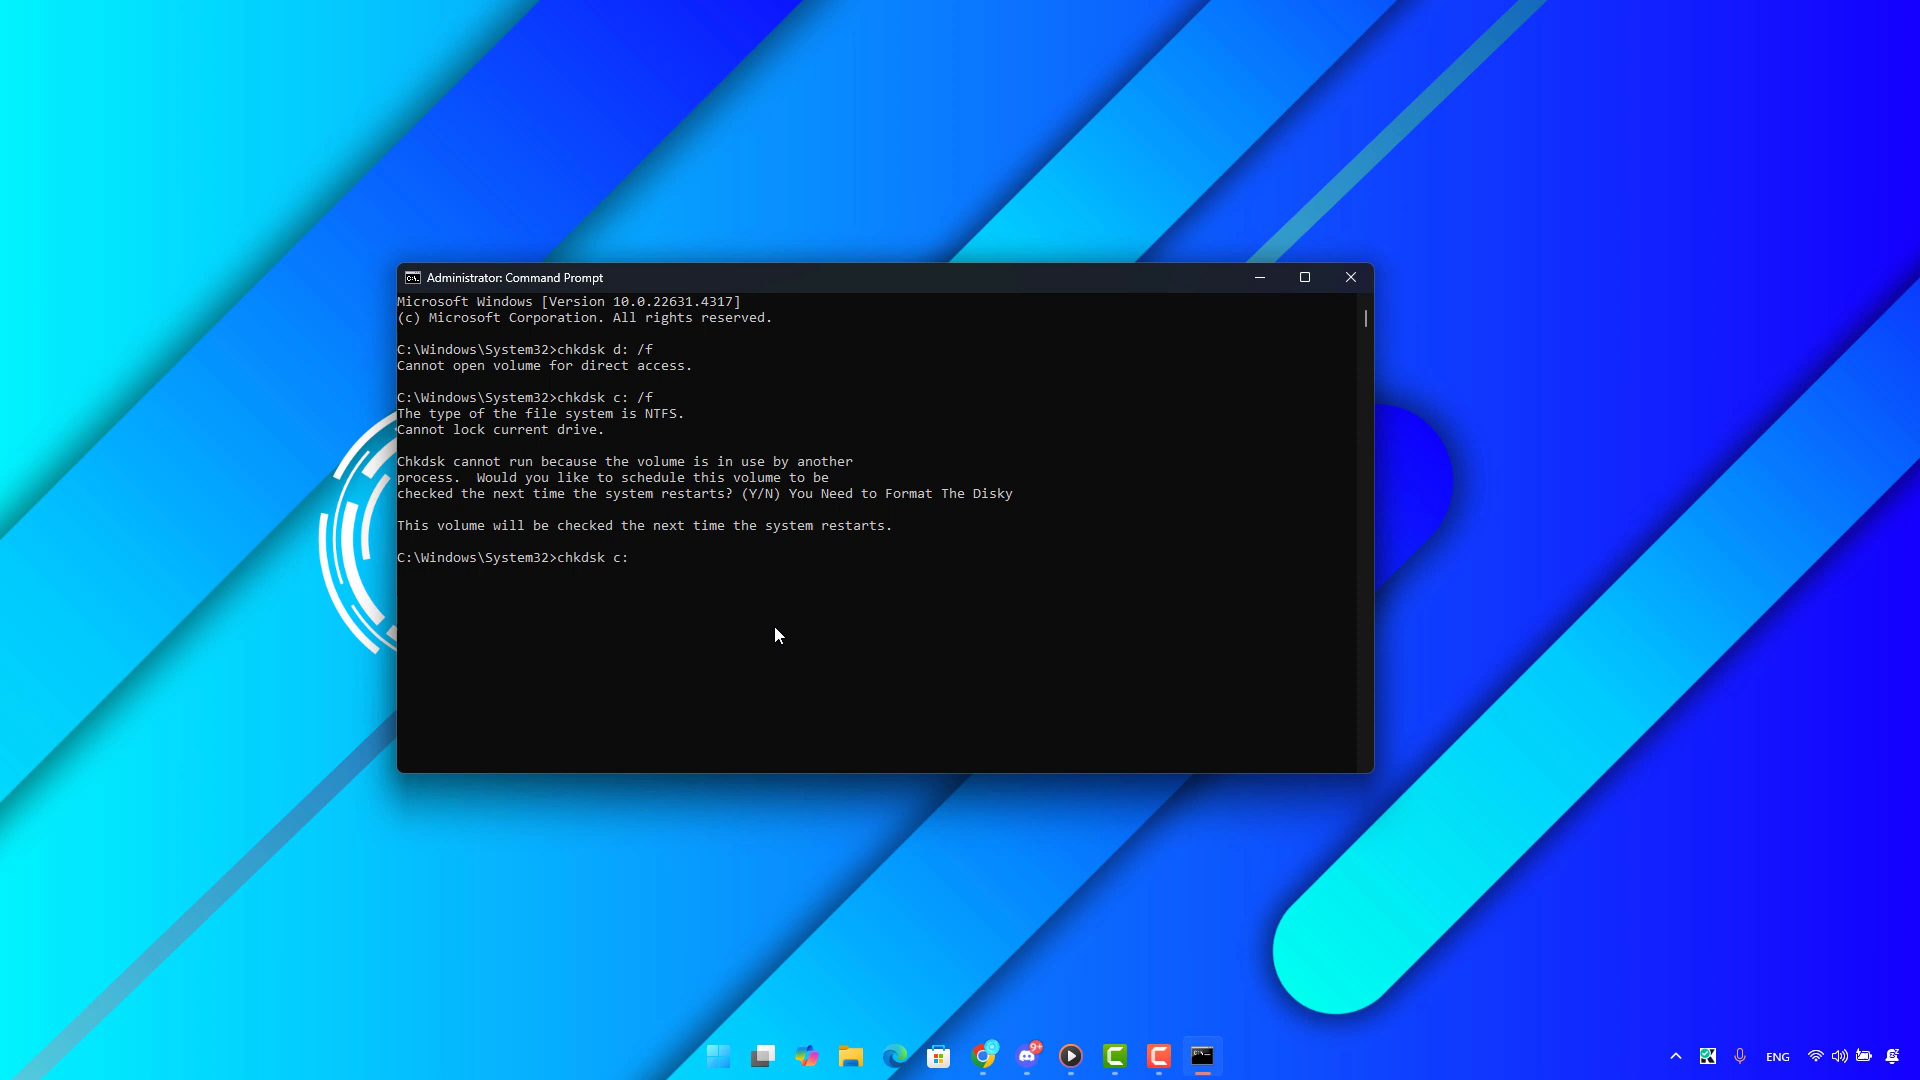 Administrator: Command Prompt
Microsoft Windows [Version 10.0.22631.4317]
(c) Microsoft Corporation. All rights reserved.
C:\Windows\System32>chkdsk d: /f
Cannot open volume for direct access.
C:\Windows\System32>chkdsk c: /f
The type of the file system is NTFS.
Cannot lock current drive.
Chkdsk cannot run because the volume is in use by another
process.  Would you like to schedule this volume to be
checked the next time the system restarts? (Y/N) You Need to Format The Disky
This volume will be checked the next time the system restarts.
C:\Windows\System32>chkdsk c:
9+
ENG